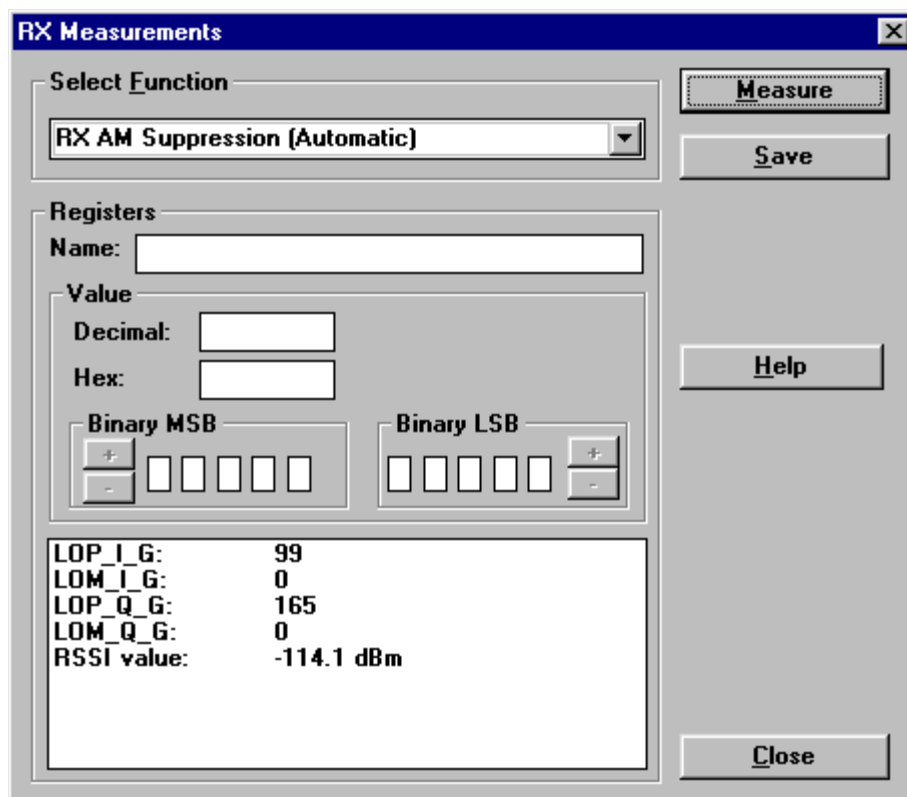 RX Measurements
Select Function
RX AM Suppression (Automatic)
Measure
Save
Registers
Name:
Value
Decimal:
Hex:
Help
Binary MSB
+
-
Binary LSB
+
-
LOP_I_G: 99
LOM_I_G: 0
LOP_Q_G: 165
LOM_Q_G: 0
RSSI value: -114.1 dBm
Close